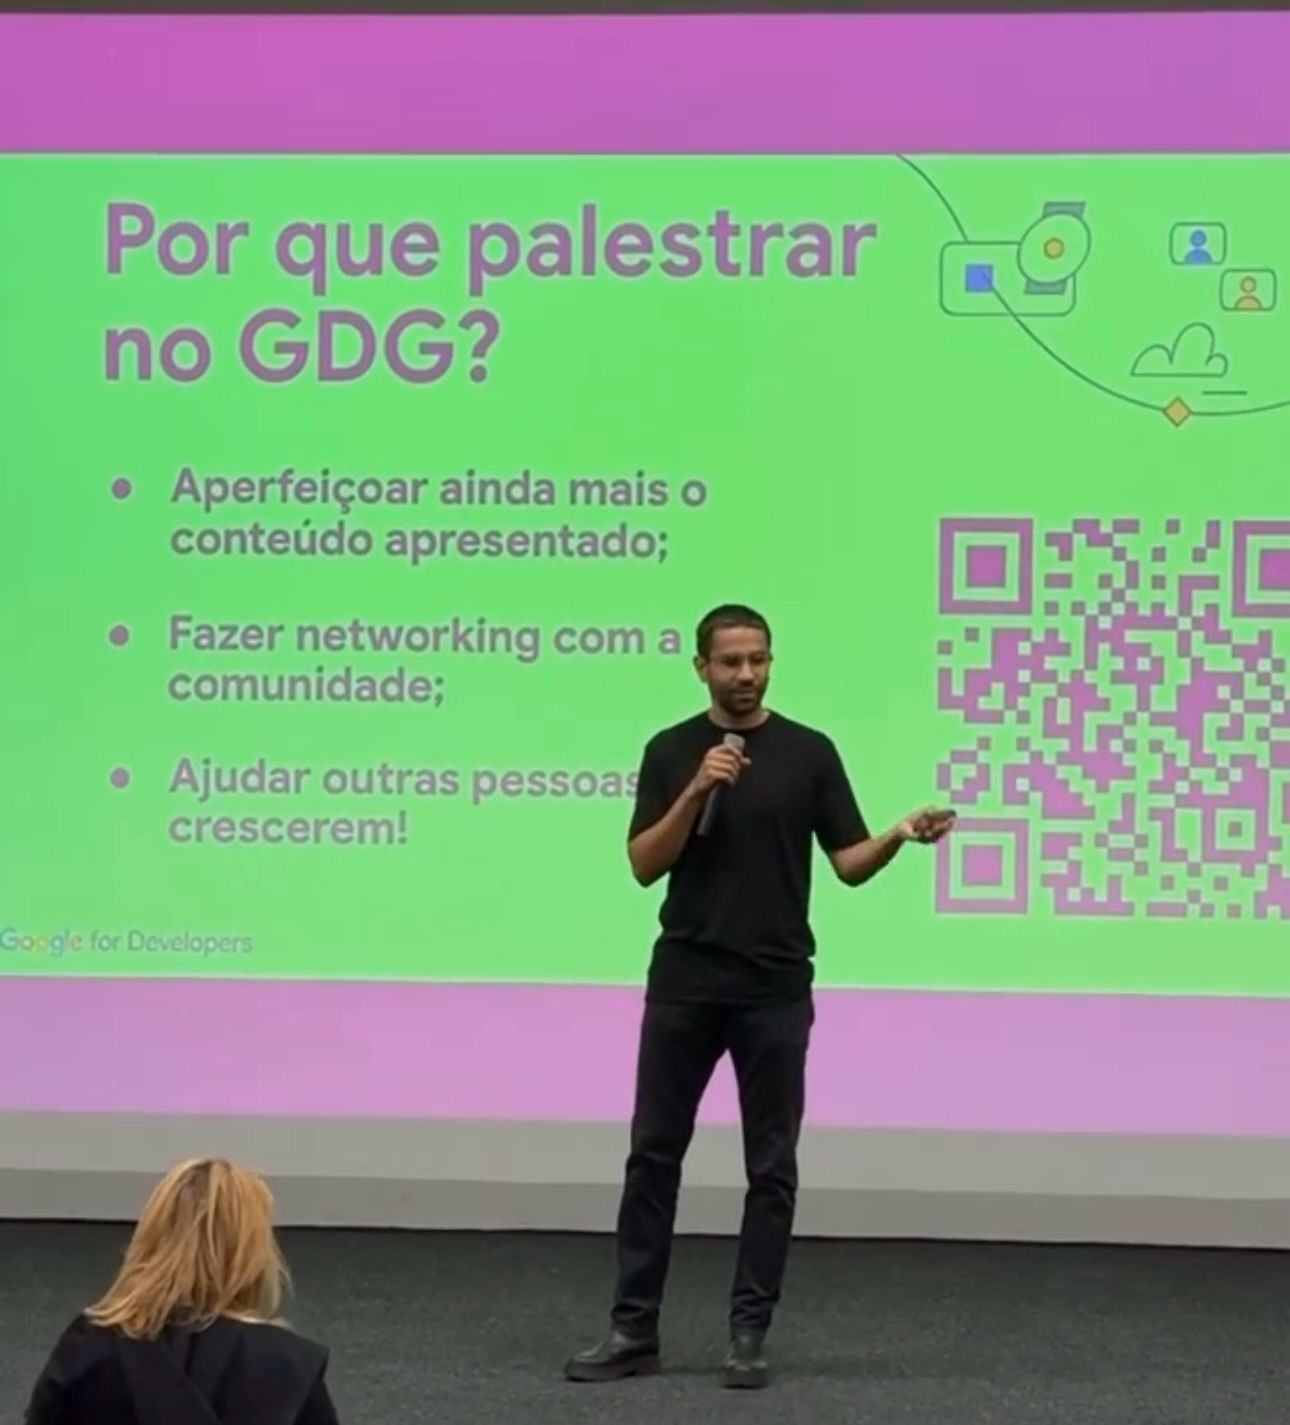 Por que palestrar
no GDG?
● Aperfeiçoar ainda mais o
conteúdo apresentado;
● Fazer networking com a
comunidade;
● Ajudar outras pessoas
crescerem!
Google for Developers